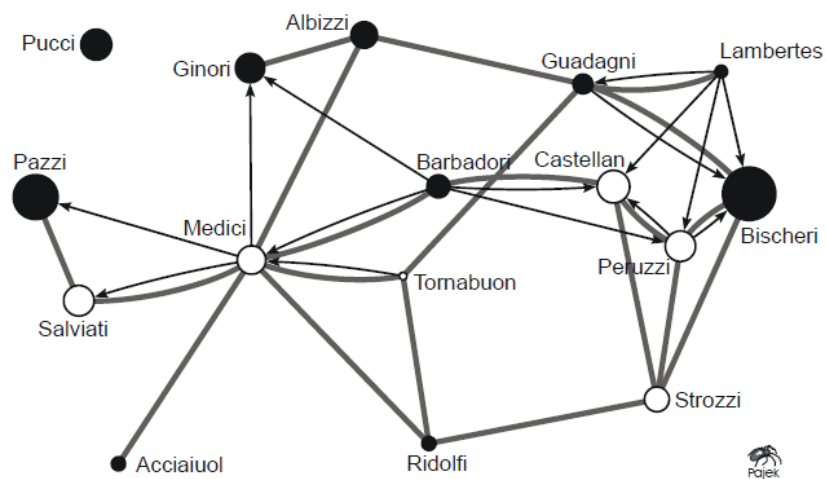 Pucci
Albizzi
Ginori
Guadagni
Lambertes
Pazzi
Barbadori
Castellan
Medici
Bischeri
Peruzzi
Tornabuon
Salviati
Strozzi
Acciaiuol
Ridolfi
Pajek